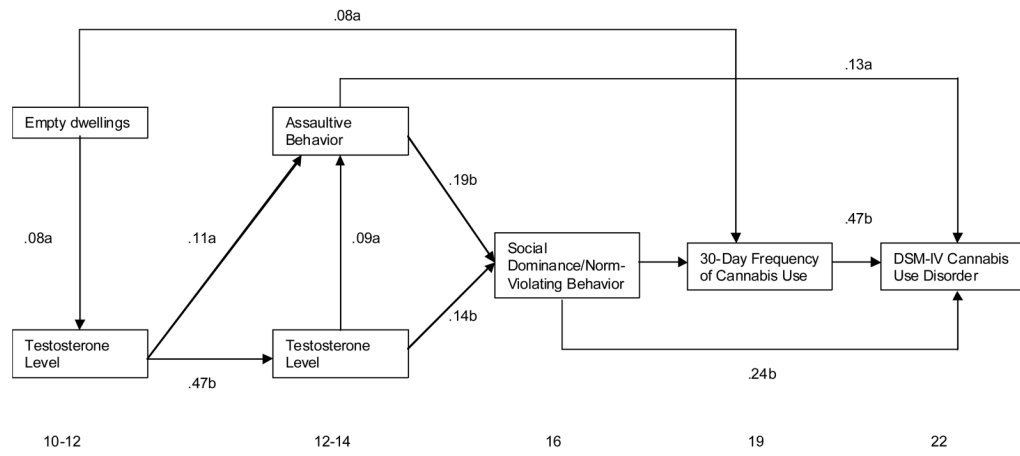 .08a
.13a
Empty dwellings
Assaultive
Behavior
.19b
.47b
.08a
.11a
.09a
Social
Dominance/Norm-
Violating Behavior
30-Day Frequency
of Cannabis Use
DSM-IV Cannabis
Use Disorder
.14b
Testosterone
Level
Testosterone
Level
.47b
.24b
10-12
12-14
16
19
22